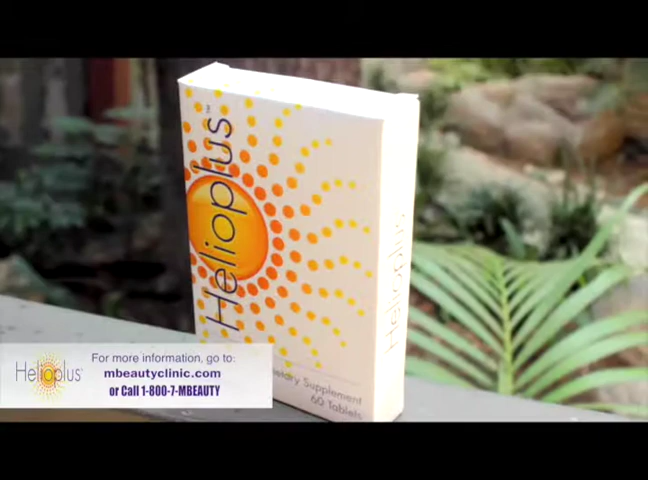 Helioplus™
Helioplus
Dietary Supplement
60 Tablets
Helioplus
For more information, go to:
mbeautyclinic.com
or Call 1-800-7-MBEAUTY